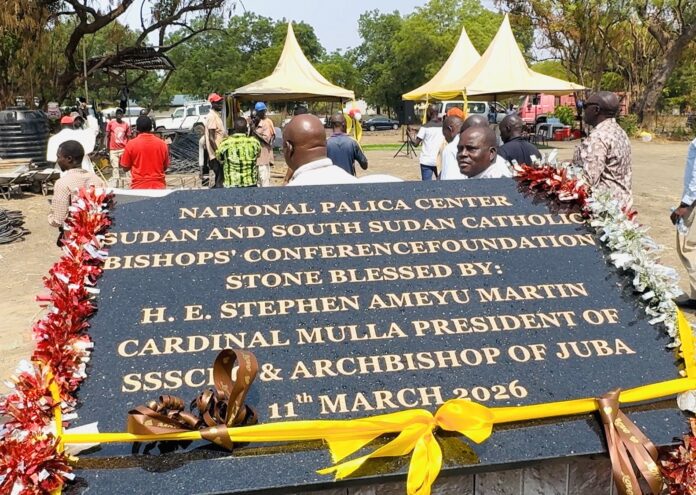 NATIONAL PALICA CENTER
SUDAN AND SOUTH SUDAN CATHOLIC
BISHOPS' CONFERENCEFOUNDATION
STONE BLESSED BY:
H. E. STEPHEN AMEYU MARTIN
CARDINAL MULLA PRESIDENT OF
& ARCHBISHOP OF JUBA
11th MARCH 2026